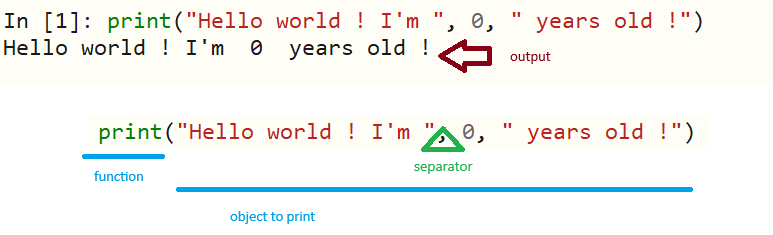 In [1]: print("Hello world ! I'm ", 0, " years old !")
Hello world ! I'm  0  years old !
output
print("Hello world ! I'm ", 0, " years old !")
function
separator
object to print